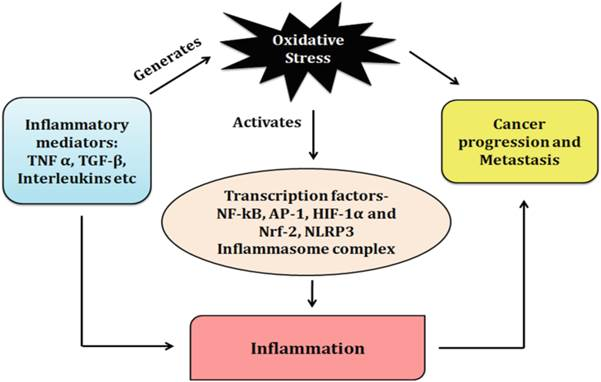 Oxidative
Stress
Generates
Inflammatory
mediators:
TNF α, TGF-β,
Interleukins etc
Activates
Cancer
progression and
Metastasis
Transcription factors-
NF-kB, AP-1, HIF-1α and
Nrf-2, NLRP3
Inflammasome complex
Inflammation